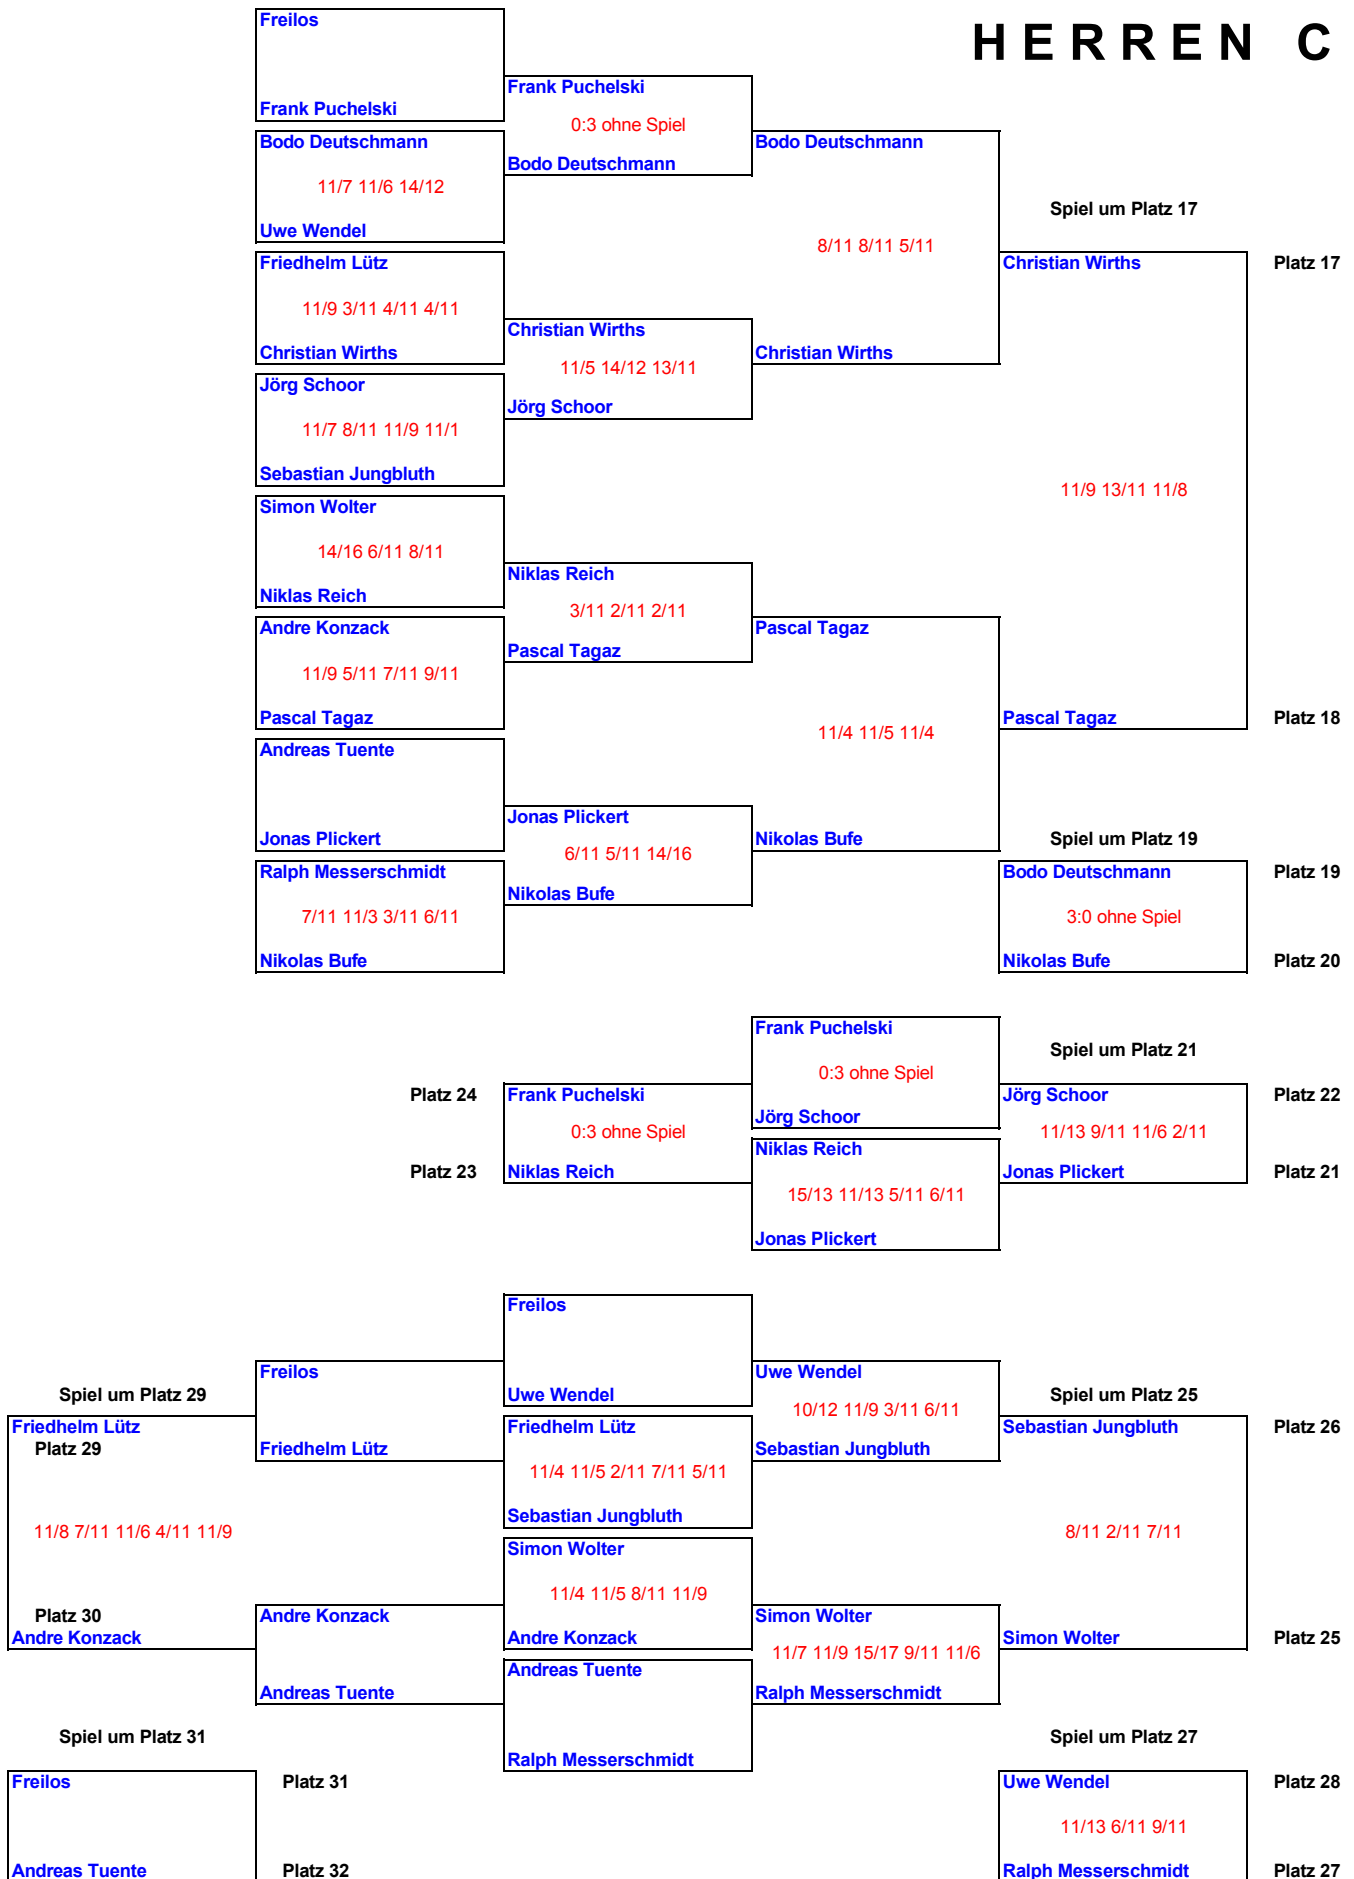 Freilos
HERREN C
Frank Puchelski
Frank Puchelski
0:3 ohne Spiel
Bodo Deutschmann
Bodo Deutschmann
Bodo Deutschmann
11/7 11/6 14/12
Spiel um Platz 17
Uwe Wendel
8/11 8/11 5/11
Friedhelm Lütz
Christian Wirths
Platz 17
11/9 3/11 4/11 4/11
Christian Wirths
Christian Wirths
Christian Wirths
11/5 14/12 13/11
Jörg Schoor
Jörg Schoor
11/7 8/11 11/9 11/1
Sebastian Jungbluth
11/9 13/11 11/8
Simon Wolter
14/16 6/11 8/11
Niklas Reich
Niklas Reich
3/11 2/11 2/11
Andre Konzack
Pascal Tagaz
Pascal Tagaz
11/9 5/11 7/11 9/11
Pascal Tagaz
Pascal Tagaz
Platz 18
11/4 11/5 11/4
Andreas Tuente
Jonas Plickert
Jonas Plickert
Nikolas Bufe
Spiel um Platz 19
6/11 5/11 14/16
Ralph Messerschmidt
Bodo Deutschmann
Platz 19
Nikolas Bufe
7/11 11/3 3/11 6/11
3:0 ohne Spiel
Nikolas Bufe
Nikolas Bufe
Platz 20
Frank Puchelski
Spiel um Platz 21
0:3 ohne Spiel
Platz 24
Frank Puchelski
Jörg Schoor
Platz 22
Jörg Schoor
0:3 ohne Spiel
11/13 9/11 11/6 2/11
Niklas Reich
Platz 23
Niklas Reich
Jonas Plickert
Platz 21
15/13 11/13 5/11 6/11
Jonas Plickert
Freilos
Freilos
Uwe Wendel
Spiel um Platz 29
Uwe Wendel
Spiel um Platz 25
10/12 11/9 3/11 6/11
Friedhelm Lütz
Friedhelm Lütz
Sebastian Jungbluth
Platz 26
Platz 29
Friedhelm Lütz
Sebastian Jungbluth
11/4 11/5 2/11 7/11 5/11
Sebastian Jungbluth
11/8 7/11 11/6 4/11 11/9
8/11 2/11 7/11
Simon Wolter
11/4 11/5 8/11 11/9
Platz 30
Andre Konzack
Simon Wolter
Andre Konzack
Andre Konzack
Simon Wolter
Platz 25
11/7 11/9 15/17 9/11 11/6
Andreas Tuente
Andreas Tuente
Ralph Messerschmidt
Spiel um Platz 31
Spiel um Platz 27
Ralph Messerschmidt
Freilos
Platz 31
Uwe Wendel
Platz 28
11/13 6/11 9/11
Andreas Tuente
Platz 32
Ralph Messerschmidt
Platz 27